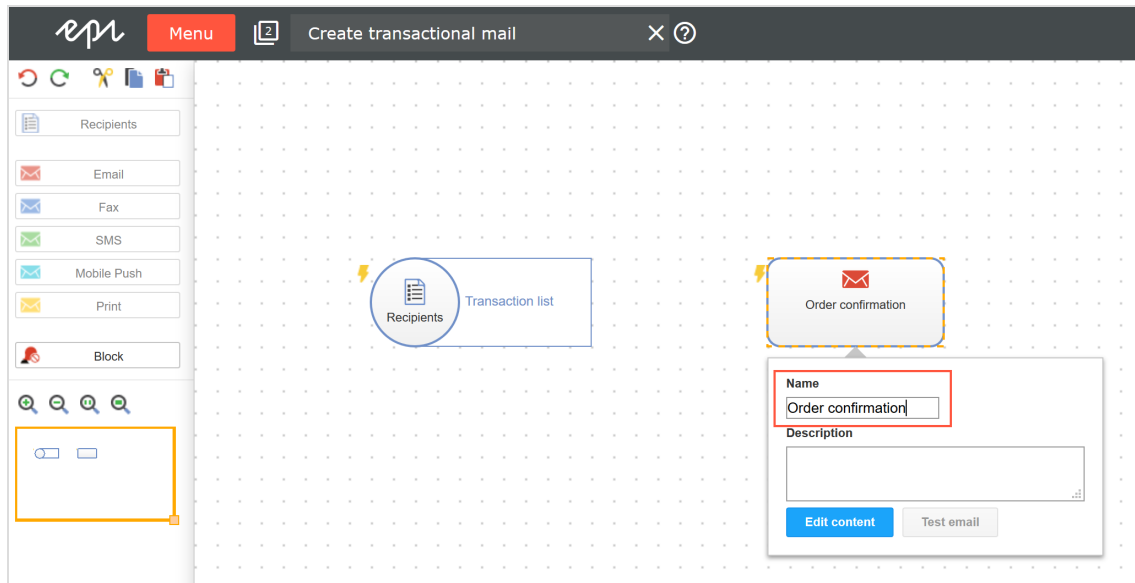 epi
Menu
2
Create transactional mail
Recipients
Email
Fax
SMS
Mobile Push
Print
Block
Recipients
Transaction list
Order confirmation
Name
Order confirmation
Description
Edit content
Test email